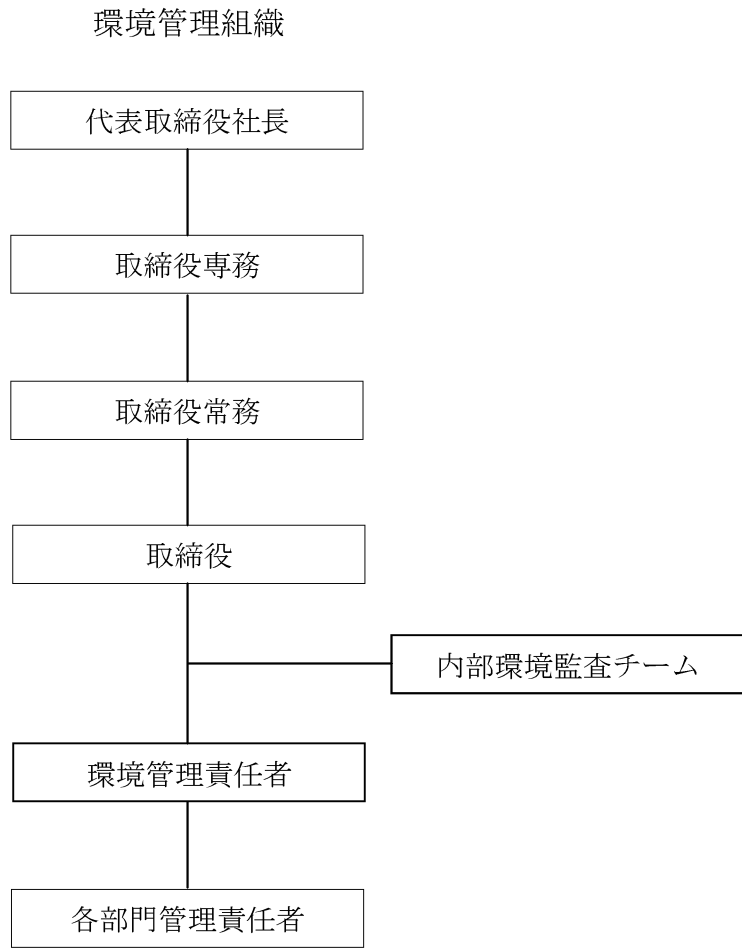 環境管理組織
代表取締役社長
取締役専務
取締役常務
取締役
内部環境監査チーム
環境管理責任者
各部門管理責任者